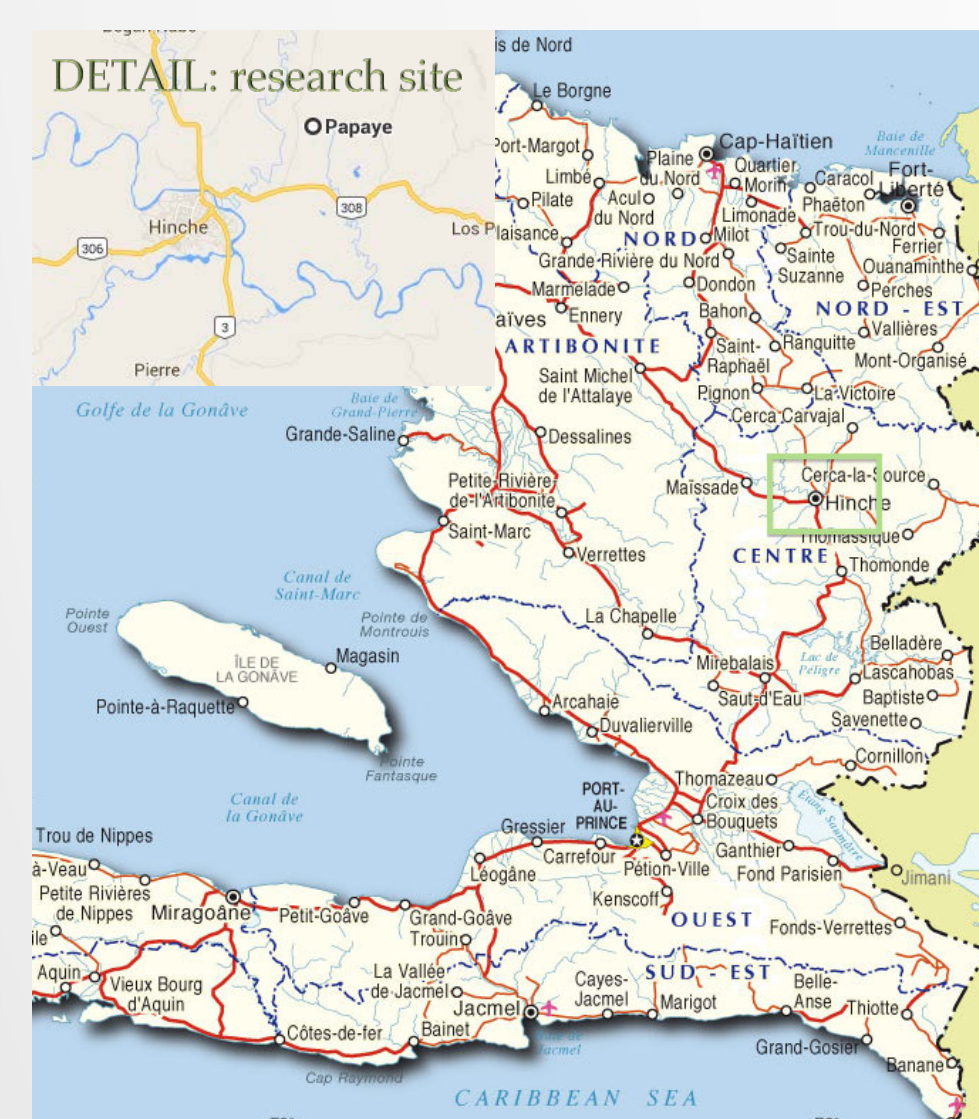 DETAIL: research site
Papaye
308
Hinche
Los P
306
3
Pierre
is de Nord
Le Borgne
Port-Margot
Cap-Haïtien
Baie de
Mancenille
Plaine
du Nord
Quartier
Morin
Fort-
Liberté
Limbé
Caracol
Pilate
Acul
du Nord
Phaëton
Limonade
Plaisance
NORD
Milot
Trou-du-Nord
Ferrier
Grande Rivière du Nord
Sainte
Suzanne
Ouanaminthe
Marmelade
Dondon
Perches
Ennery
Bahon
NORD - EST
aïves
Vallières
ARTIBONITE
Saint-
Raphaël
Ranquitte
Mont-Organisé
Saint Michel
de l'Attalaye
Pignon
La Victoire
Golfe de la Gonâve
Baie de
Grand-Pierre
Cerca Carvajal
Grande-Saline
Dessalines
Petite-Rivière-
de-l'Artibonite
Maïssade
Cerca-la-Source
Hinche
Saint-Marc
Thomassique
Verrettes
CENTRE
Thomonde
Canal de
Saint-Marc
Pointe
Ouest
Pointe de
Montrouis
La Chapelle
Belladère
ÎLE DE
LA GONÂVE
Magasin
Mirebalais
Lac de
Péligre
Lascahobas
Pointe-à-Raquette
Arcahaie
Saut-d'Eau
Baptiste
Duvalierville
Savenette
Pointe
Fantasque
Cornillon
Thomazeau
Canal de
la Gonâve
PORT-
AU-
PRINCE
Croix des
Bouquets
Étang Saumâtre
Trou de Nippes
Gressier
Ganthier
à-Veau
Carrefour
Pétion-Ville
Fond Parisien
Jimani
Petite Rivières
de Nippes
Léogâne
Kenscoff
Miragoâne
Petit-Goâve
Grand-Goâve
OUEST
Fonds-Verrettes
ile
Trouin
Aquin
Vieux Bourg
d'Aquin
La Vallée
de Jacmel
Cayes-
Jacmel
SUD - EST
Belle-
Anse
Jacmel
Marigot
Thiotte
Côtes-de-fer
Bainet
Jacmel
Grand-Gosier
Banane
Cap Raymond
CARIBBEAN SEA